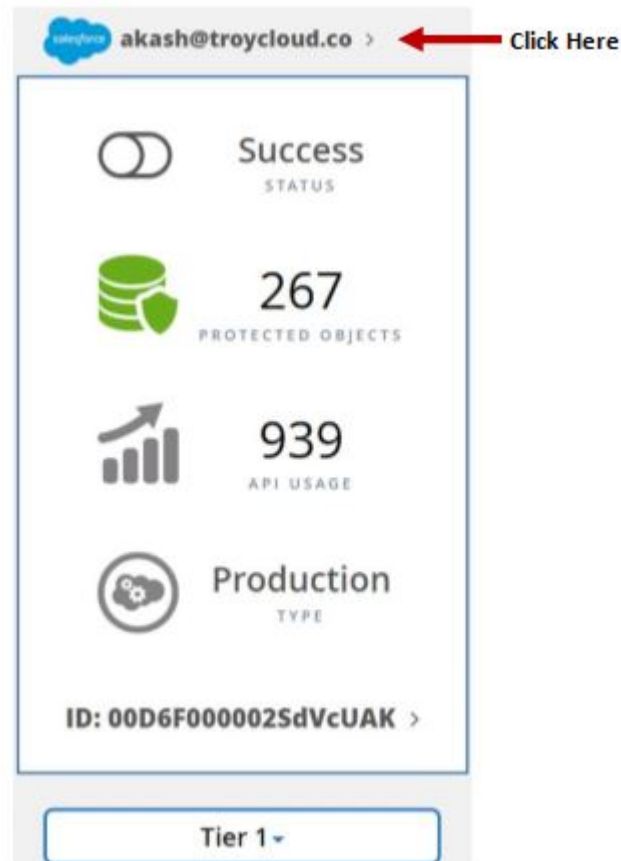 salesforce akash@troycloud.co > Click Here
Success
STATUS
267
PROTECTED OBJECTS
939
API USAGE
Production
TYPE
ID: 00D6F000002SdVcUAK >
Tier 1